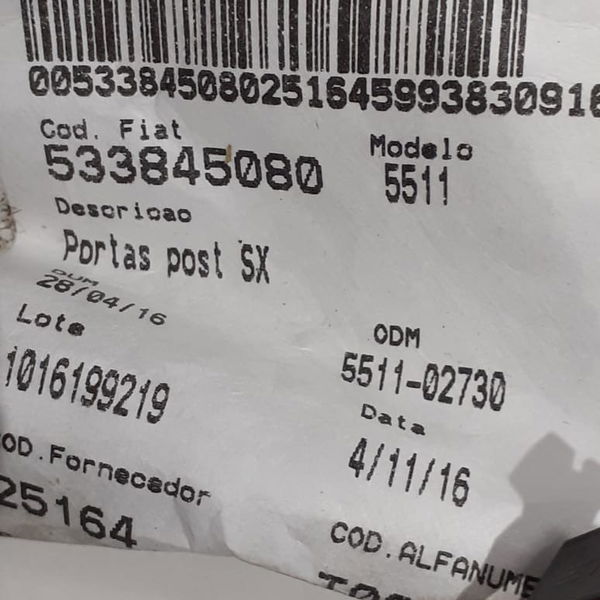 00533845080251645993830916
Cod. Fiat
Modelo
533845080
5511
Descricao
Portas post SX
DUM
28/04/16
Lote
ODM
1016199219
5511-02730
Data
4/11/16
OD.Fornecedor
25164
COD.ALFANUME